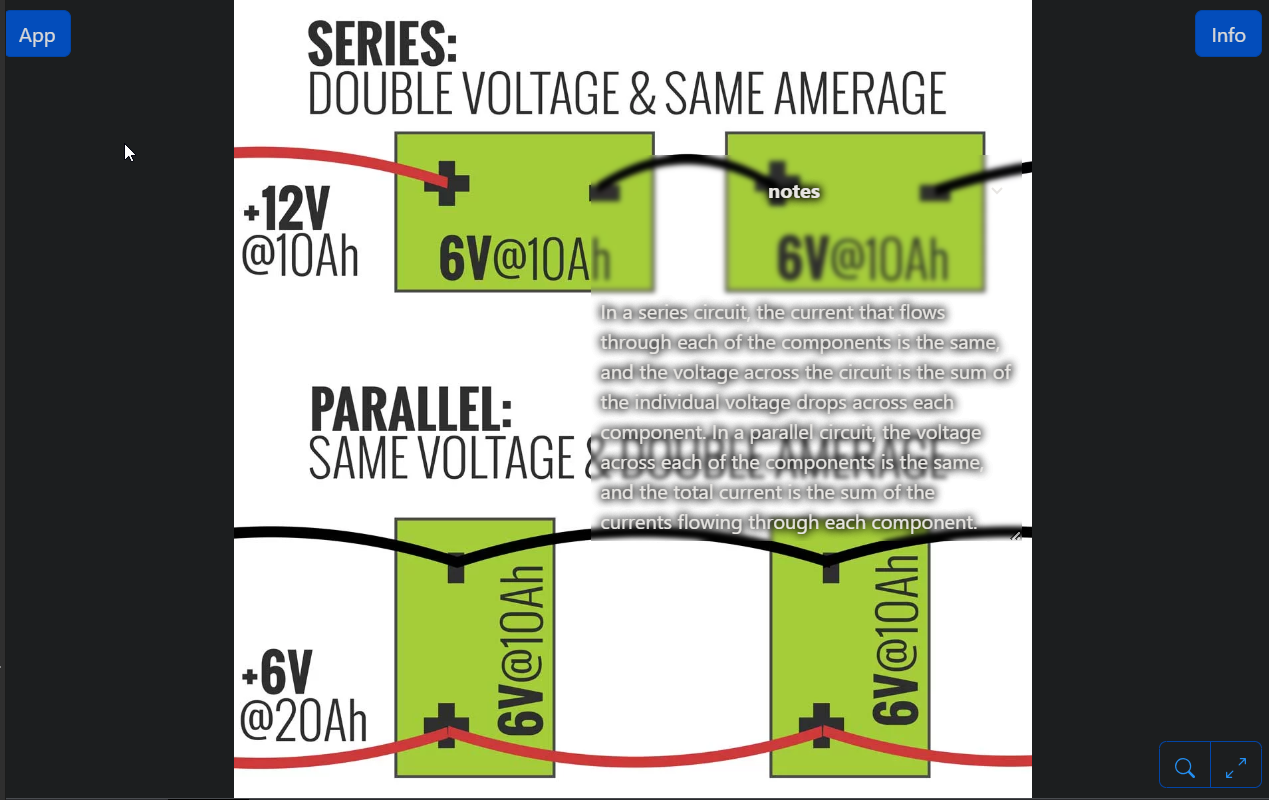 App
Info
SERIES:
DOUBLE VOLTAGE & SAME AMERAGE
+12V
@10Ah
6V@10Ah
notes
6V@10Ah
In a series circuit, the current that flows
through each of the components is the same,
and the voltage across the circuit is the sum of
the individual voltage drops across each
component. In a parallel circuit, the voltage
across each of the components is the same,
and the total current is the sum of the
currents flowing through each component.
PARALLEL:
SAME VOLTAGE & DOUBLE AMERAGE
6V@10Ah
6V@10Ah
+6V
@20Ah